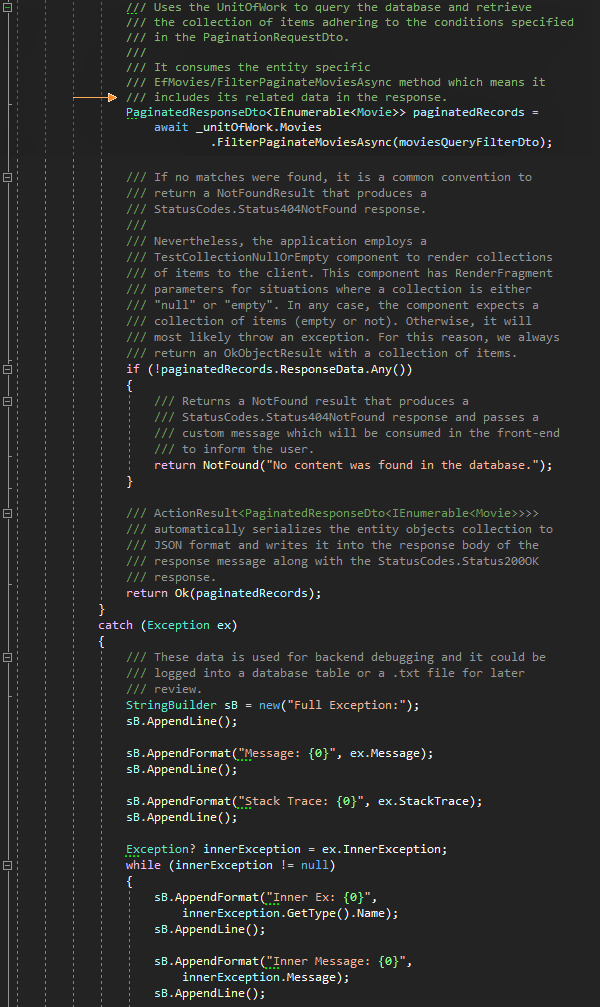 /// Uses the UnitOfWork to query the database and retrieve
/// the collection of items adhering to the conditions specified
/// in the PaginationRequestDto.
///
/// It consumes the entity specific
/// EfMovies/FilterPaginateMoviesAsync method which means it
/// includes its related data in the response.
PaginatedResponseDto<IEnumerable<Movie>> paginatedRecords =
await _unitOfWork.Movies
.FilterPaginateMoviesAsync(moviesQueryFilterDto);
/// If no matches were found, it is a common convention to
/// return a NotFoundResult that produces a
/// StatusCodes.Status404NotFound response.
///
/// Nevertheless, the application employs a
/// TestCollectionNullOrEmpty component to render collections
/// of items to the client. This component has RenderFragment
/// parameters for situations where a collection is either
/// "null" or "empty". In any case, the component expects a
/// collection of items (empty or not). Otherwise, it will
/// most likely throw an exception. For this reason, we always
/// return an OkObjectResult with a collection of items.
if (!paginatedRecords.ResponseData.Any())
{
/// Returns a NotFound result that produces a
/// StatusCodes.Status404NotFound response and passes a
/// custom message which will be consumed in the front-end
/// to inform the user.
return NotFound("No content was found in the database.");
}
/// ActionResult<PaginatedResponseDto<IEnumerable<Movie>>>>
/// automatically serializes the entity objects collection to
/// JSON format and writes it into the response body of the
/// response message along with the StatusCodes.Status200OK
/// response.
return Ok(paginatedRecords);
}
catch (Exception ex)
{
/// These data is used for backend debugging and it could be
/// logged into a database table or a .txt file for later
/// review.
StringBuilder sB = new("Full Exception:");
sB.AppendLine();
sB.AppendFormat("Message: {0}", ex.Message);
sB.AppendLine();
sB.AppendFormat("Stack Trace: {0}", ex.StackTrace);
sB.AppendLine();
Exception? innerException = ex.InnerException;
while (innerException != null)
{
sB.AppendFormat("Inner Ex: {0}",
innerException.GetType().Name);
sB.AppendLine();
sB.AppendFormat("Inner Message: {0}",
innerException.Message);
sB.AppendLine();